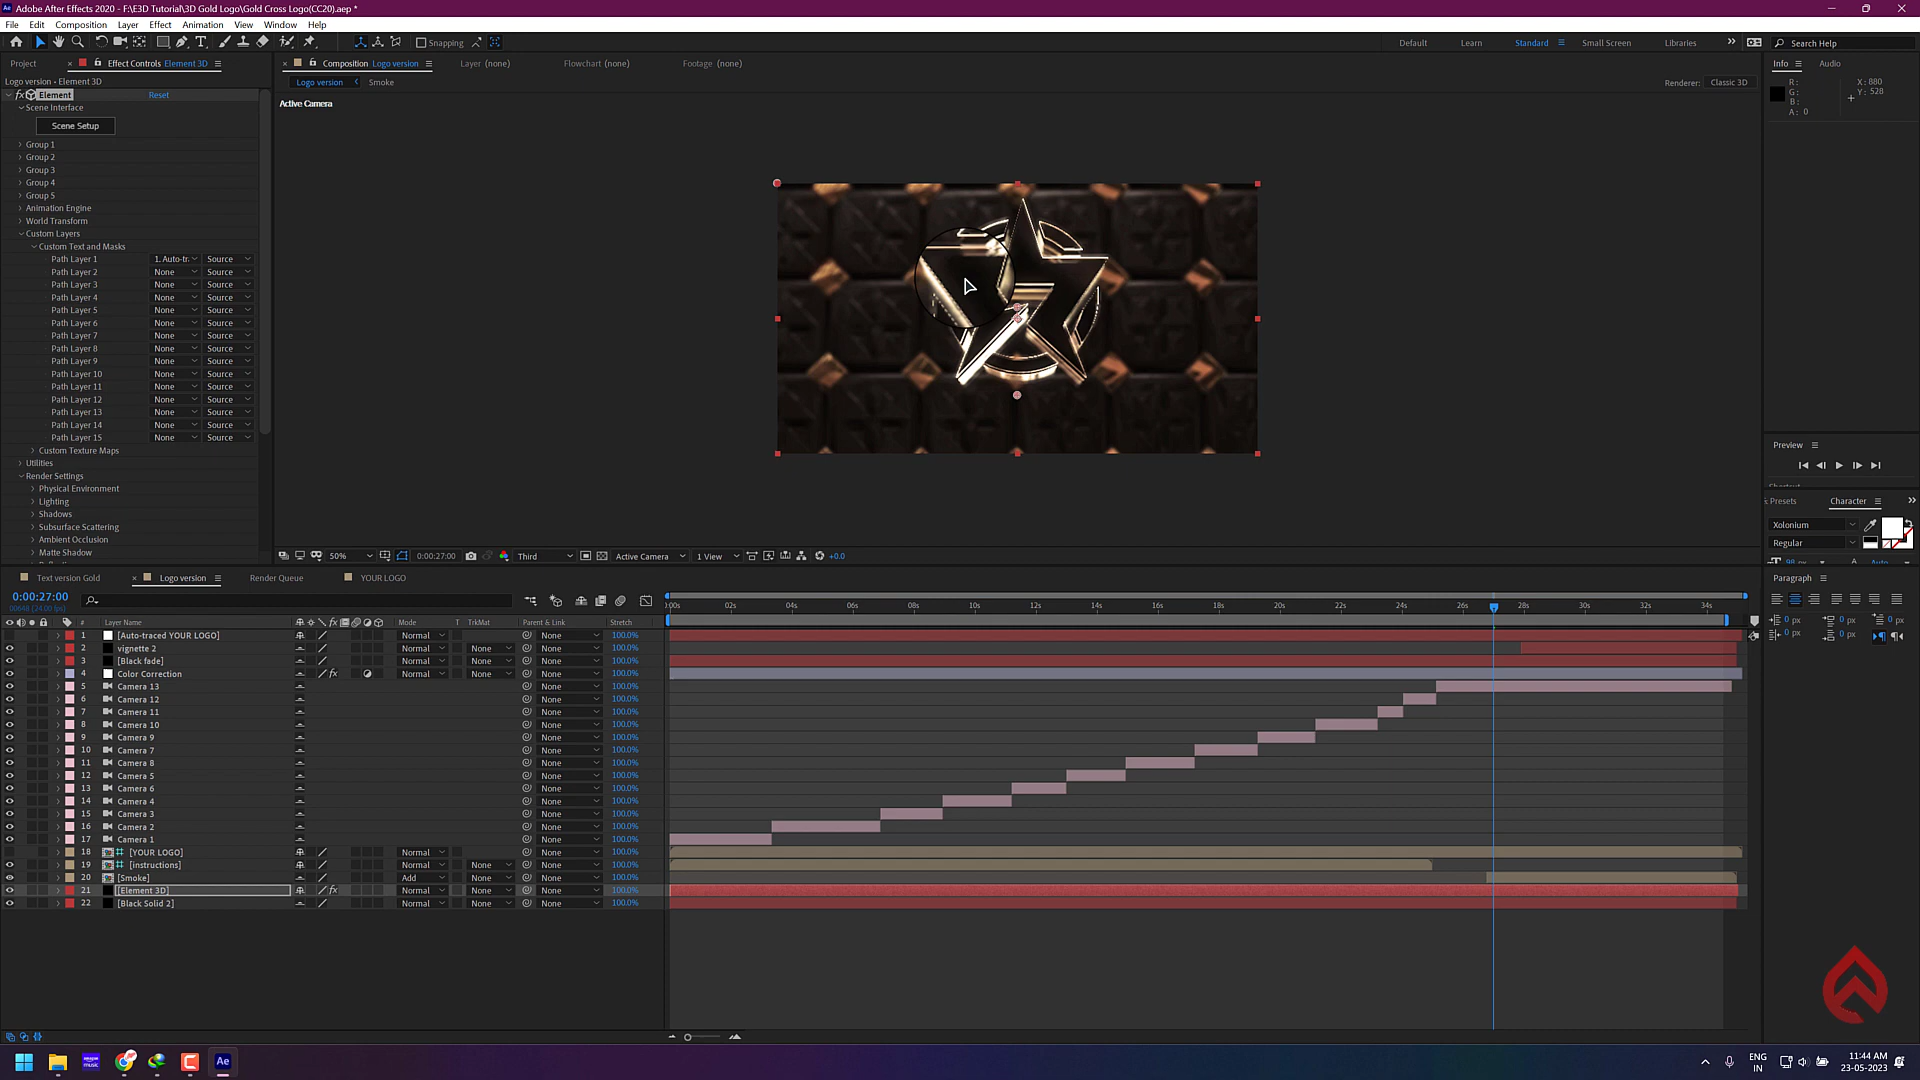 Adobe After Effects 2020 - F:\E3D Tutorial\3D Gold Logo\Gold Cross Logo(CC20).aep *
File Edit Composition Layer Effect Animation View Window Help
Snapping Default Learn Standard Small Screen Libraries Search Help
Project Effect Controls Element 3D Composition Logo version Layer (none) Flowchart (none) Footage (none) Info Audio
Logo version • Element 3D Logo version Smoke Renderer: Classic 3D
Element Reset
Active Camera
R: G: B: A: 0 X: 880 Y: 528
Scene Interface
Scene Setup
Group 1
Group 2
Group 3
Group 4
Group 5
Animation Engine
World Transform
Custom Layers
Custom Text and Masks
Path Layer 1 1. Auto-tr Source
Path Layer 2 None Source
Path Layer 3 None Source
Path Layer 4 None Source
Path Layer 5 None Source
Path Layer 6 None Source
Path Layer 7 None Source
Path Layer 8 None Source
Path Layer 9 None Source
Path Layer 10 None Source
Path Layer 11 None Source
Path Layer 12 None Source
Path Layer 13 None Source
Path Layer 14 None Source
Path Layer 15 None Source
Custom Texture Maps
Utilities
Render Settings
Physical Environment
Lighting
Shadows
Subsurface Scattering
Ambient Occlusion
Matte Shadow
Preview
Presets Character
Xolonium
Regular
50% 0:00:27:00 Third Active Camera 1 View +0.0
Text version Gold Logo version Render Queue YOUR LOGO Paragraph
0:00:27:00
00648 (24.00 fps)
0 px 0 px 0 px
0 px 0 px
:00s 02s 04s 06s 08s 10s 12s 14s 16s 18s 20s 22s 24s 26s 28s 30s 32s 34s
# Layer Name Mode T TrkMat Parent & Link Stretch
1 [Auto-traced YOUR LOGO] Normal None 100.0%
2 vignette 2 Normal None None 100.0%
3 [Black fade] Normal None None 100.0%
4 Color Correction Normal None None 100.0%
5 Camera 13 None 100.0%
6 Camera 12 None 100.0%
7 Camera 11 None 100.0%
8 Camera 10 None 100.0%
9 Camera 9 None 100.0%
10 Camera 7 None 100.0%
11 Camera 8 None 100.0%
12 Camera 5 None 100.0%
13 Camera 6 None 100.0%
14 Camera 4 None 100.0%
15 Camera 3 None 100.0%
16 Camera 2 None 100.0%
17 Camera 1 None 100.0%
18 [YOUR LOGO] Normal None 100.0%
19 [instructions] Normal None None 100.0%
20 [Smoke] Add None None 100.0%
21 [Element 3D] Normal None None 100.0%
22 [Black Solid 2] Normal None None 100.0%
Ae
ENG
IN
11:44 AM
23-05-2023